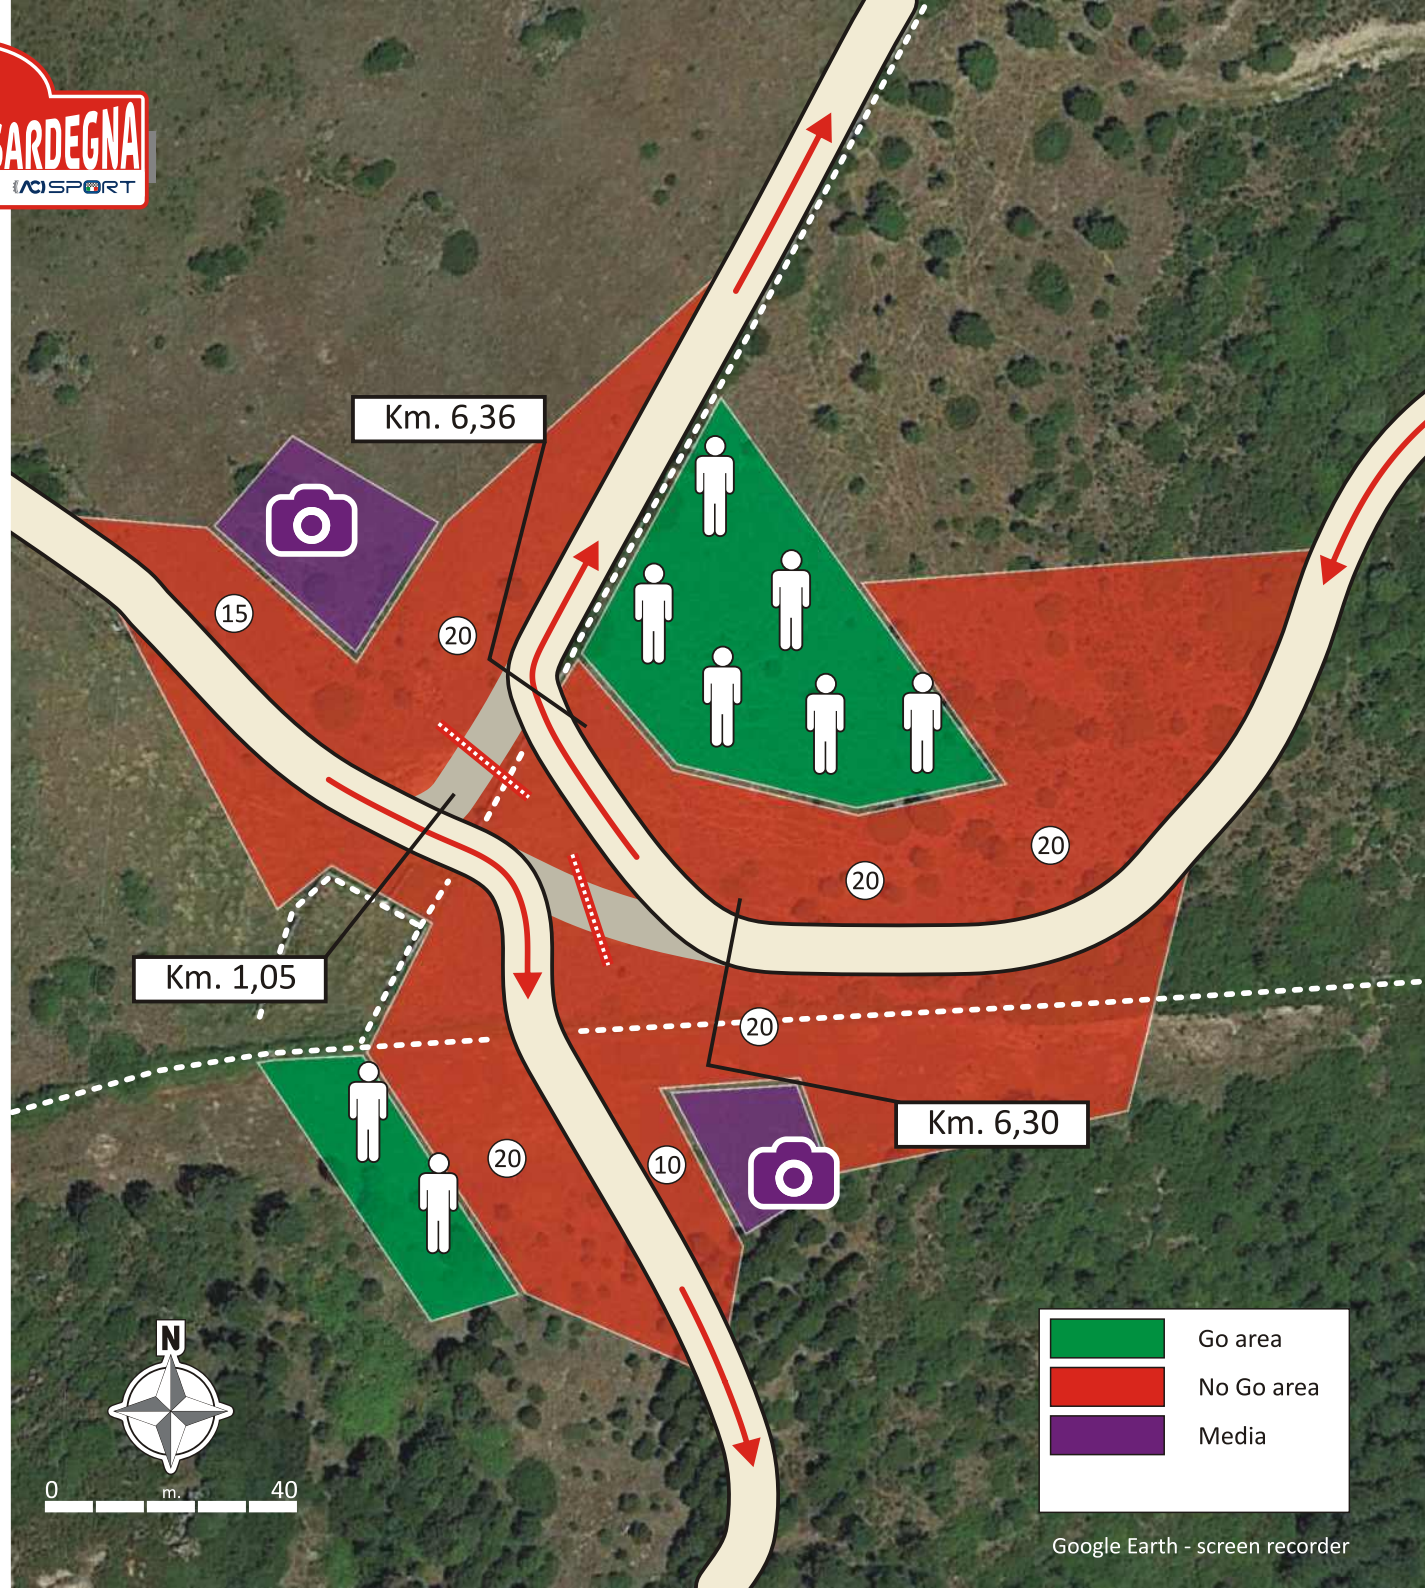 SARDEGNA
ACI SPORT
Km. 6,36
15
20
20
20
Km. 1,05
20
Km. 6,30
20
10
N
0 m. 40
Go area
No Go area
Media
Google Earth - screen recorder